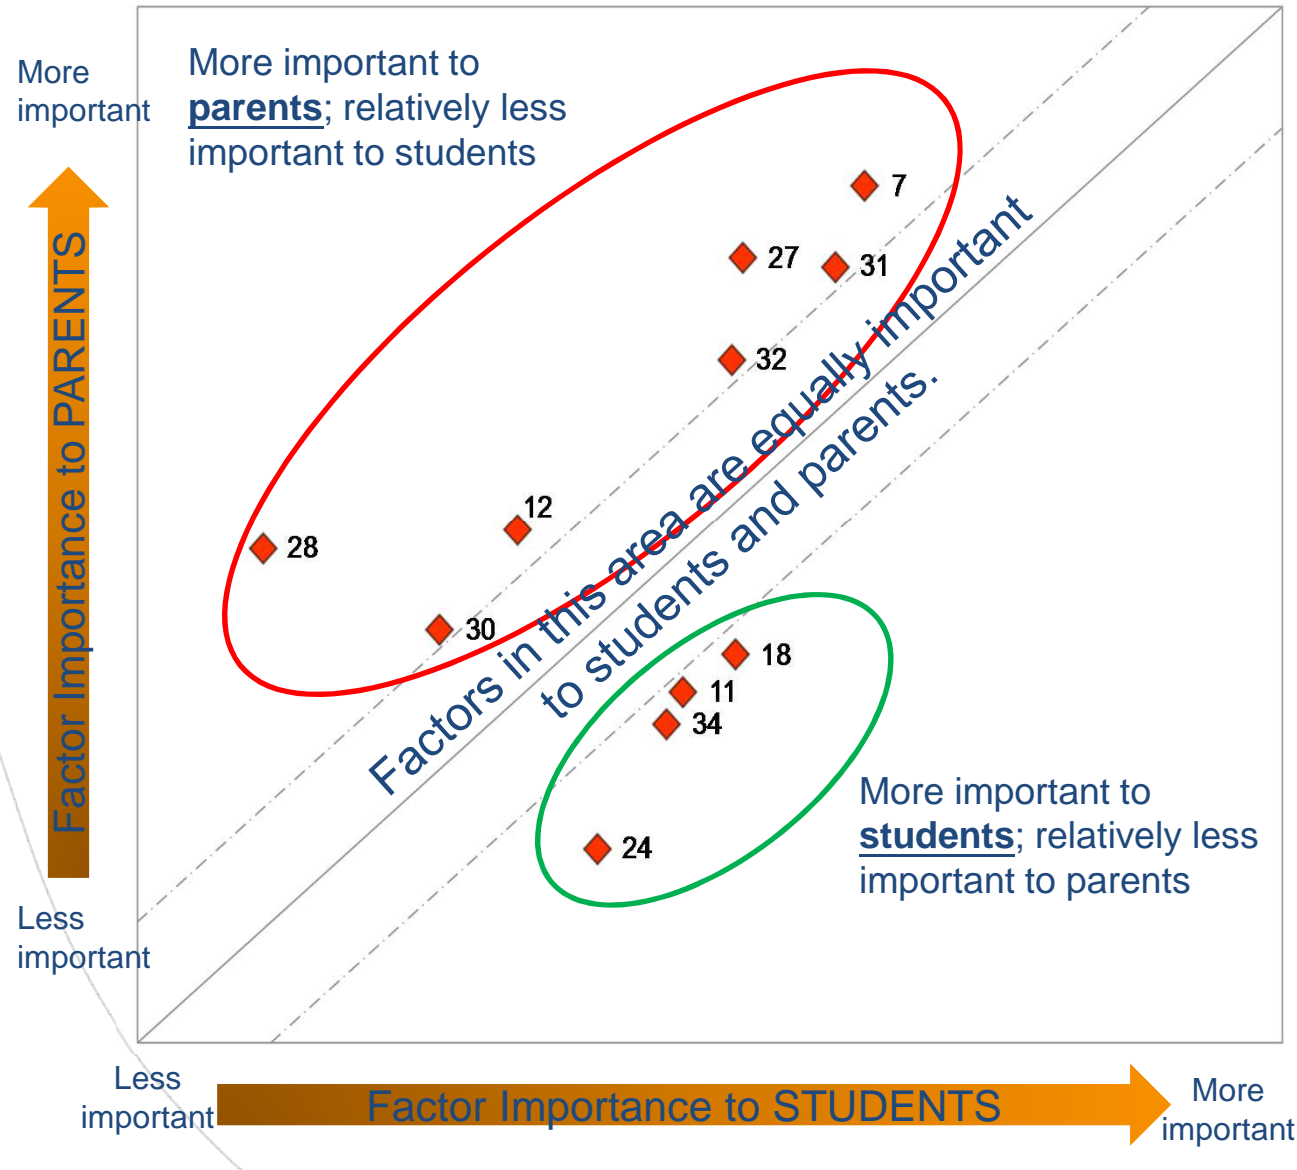 More
important
More important to
parents; relatively less
important to students
Factor Importance to PARENTS
7
27
31
32
12
28
30
Factors in this area are equally important
to students and parents.
18
11
34
24
More important to
students; relatively less
important to parents
Less
important
Less
important
Factor Importance to STUDENTS
More
important